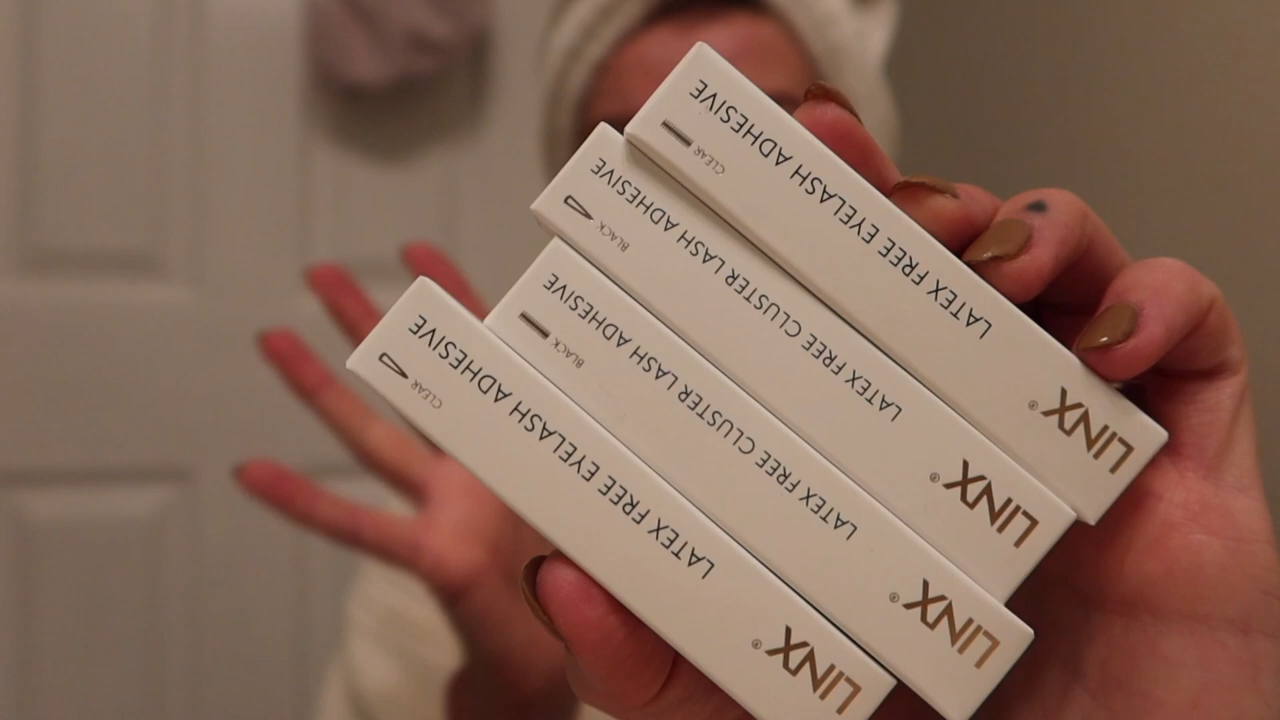 LINX®
LATEX FREE EYELASH ADHESIVE
CLEAR
LINX®
LATEX FREE CLUSTER LASH ADHESIVE
BLACK
LINX®
LATEX FREE CLUSTER LASH ADHESIVE
BLACK
LINX®
LATEX FREE EYELASH ADHESIVE
CLEAR